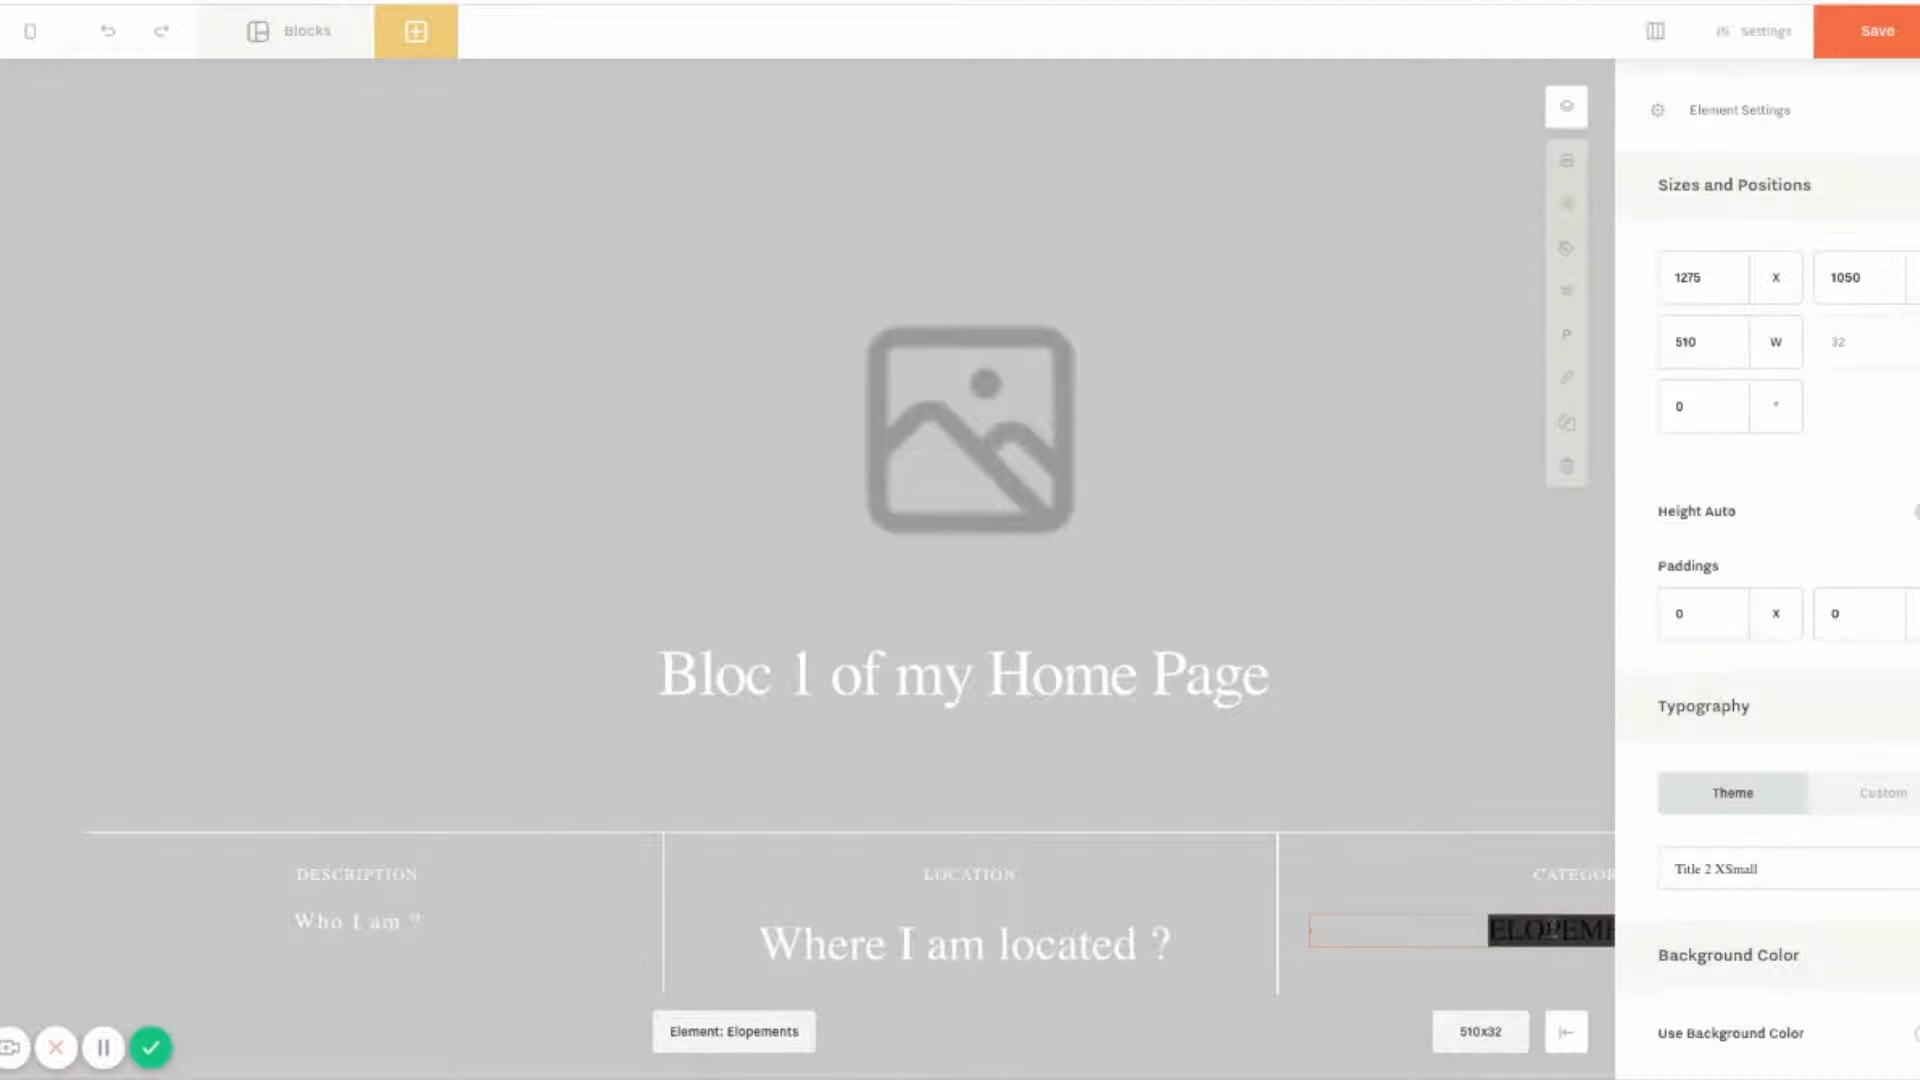 Blocks
Settings
Save
Element Settings
Sizes and Positions
1275 X 1050
510 W 32
0 °
Height Auto
Paddings
0 X 0
P
Bloc 1 of my Home Page
Typography
Theme Custom
Title 2 XSmall
DESCRIPTION
Who I am ?
LOCATION
Where I am located ?
CATEGOR
ELOPEME
Background Color
Use Background Color
Element: Elopements
510x32